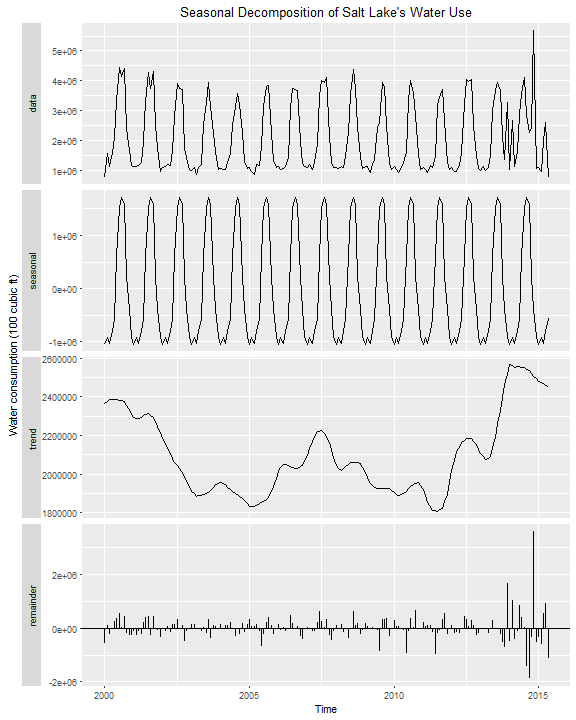 Seasonal Decomposition of Salt Lake's Water Use
Water consumption (100 cubic ft)
data
5e+06
4e+06
3e+06
2e+06
1e+06
seasonal
1e+06
0e+00
-1e+06
trend
2600000
2400000
2200000
2000000
1800000
remainder
2e+06
0e+00
-2e+06
2000
2005
2010
2015
Time